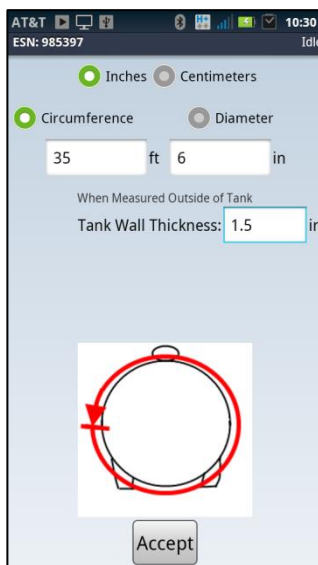 AT&T 10:30
ESN: 985397 Idl
Inches Centimeters
Circumference Diameter
35 ft 6 in
When Measured Outside of Tank
Tank Wall Thickness: 1.5 in
Accept